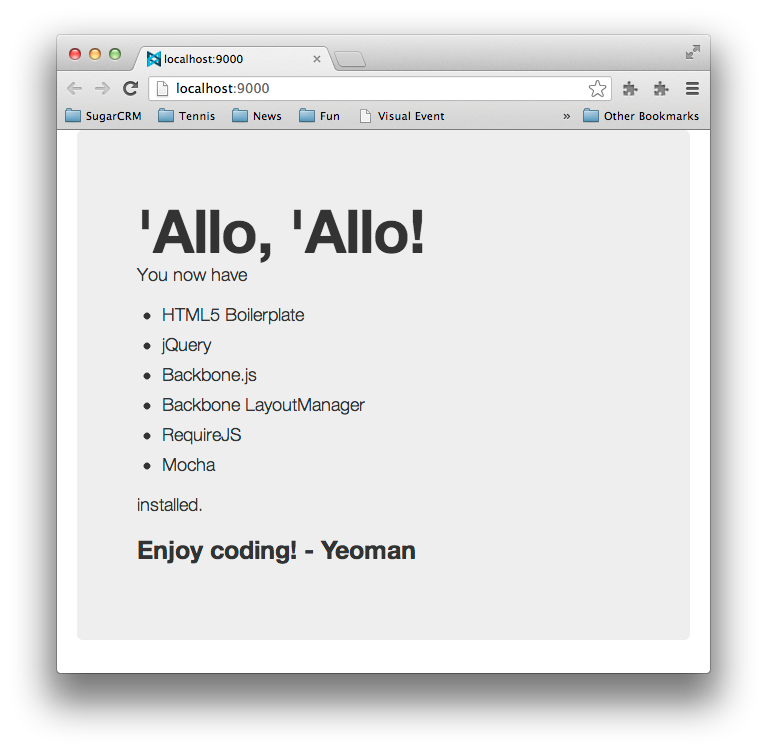 localhost:9000
localhost:9000
SugarCRM Tennis News Fun Visual Event » Other Bookmarks
'Allo, 'Allo!
You now have
• HTML5 Boilerplate
• jQuery
• Backbone.js
• Backbone LayoutManager
• RequireJS
• Mocha
installed.
Enjoy coding! - Yeoman